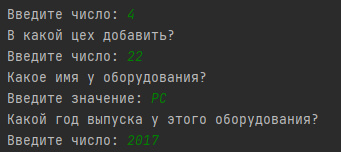 Введите число: 4
В какой цех добавить?
Введите число: 22
Какое имя у оборудования?
Введите значение: PC
Какой год выпуска у этого оборудования?
Введите число: 2017